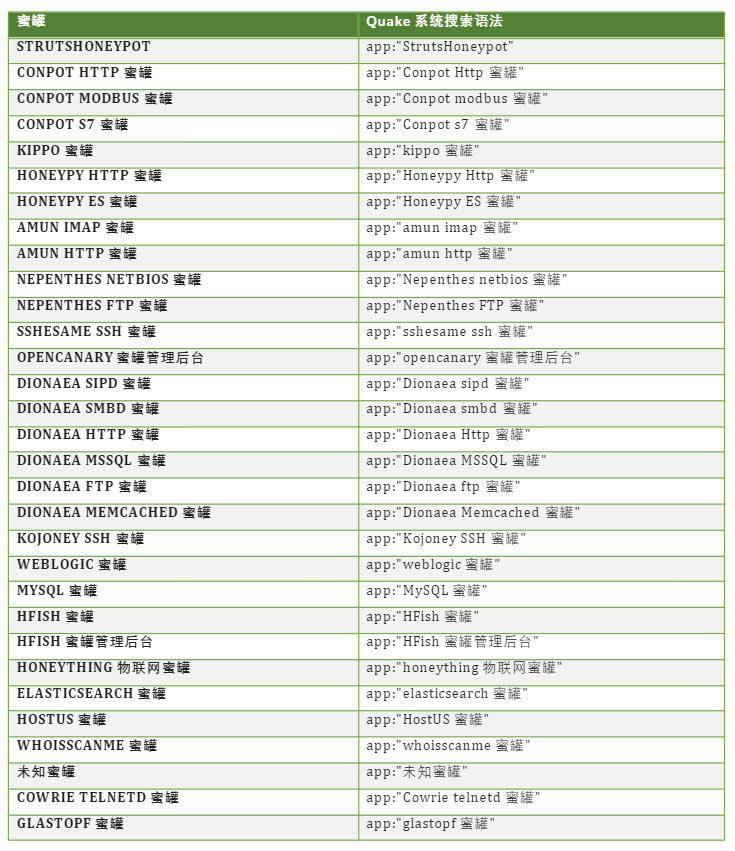 蜜罐 Quake 系统搜索语法
STRUTSHONEYPOT app:"StrutsHoneypot"
CONPOT HTTP 蜜罐 app:"Conpot Http 蜜罐"
CONPOT MODBUS 蜜罐 app:"Conpot modbus 蜜罐"
CONPOT S7 蜜罐 app:"Conpot s7 蜜罐"
KIPPO 蜜罐 app:"kippo 蜜罐"
HONEYPY HTTP 蜜罐 app:"Honeypy Http 蜜罐"
HONEYPY ES 蜜罐 app:"Honeypy ES 蜜罐"
AMUN IMAP 蜜罐 app:"amun imap 蜜罐"
AMUN HTTP 蜜罐 app:"amun http 蜜罐"
NEPENTHES NETBIOS 蜜罐 app:"Nepenthes netbios 蜜罐"
NEPENTHES FTP 蜜罐 app:"Nepenthes FTP 蜜罐"
SSHESAME SSH 蜜罐 app:"sshesame ssh 蜜罐"
OPENCANARY 蜜罐管理后台 app:"opencanary 蜜罐管理后台"
DIONAEA SIPD 蜜罐 app:"Dionaea sipd 蜜罐"
DIONAEA SMBD 蜜罐 app:"Dionaea smbd 蜜罐"
DIONAEA HTTP 蜜罐 app:"Dionaea Http 蜜罐"
DIONAEA MSSQL 蜜罐 app:"Dionaea MSSQL 蜜罐"
DIONAEA FTP 蜜罐 app:"Dionaea ftp 蜜罐"
DIONAEA MEMCACHED 蜜罐 app:"Dionaea Memcached 蜜罐"
KOJONEY SSH 蜜罐 app:"Kojoney SSH 蜜罐"
WEBLOGIC 蜜罐 app:"weblogic 蜜罐"
MYSQL 蜜罐 app:"MySQL 蜜罐"
HFISH 蜜罐 app:"HFish 蜜罐"
HFISH 蜜罐管理后台 app:"HFish 蜜罐管理后台"
HONEYTHING 物联网蜜罐 app:"honeything 物联网蜜罐"
ELASTICSEARCH 蜜罐 app:"elasticsearch 蜜罐"
HOSTUS 蜜罐 app:"HostUS 蜜罐"
WHOISSCANME 蜜罐 app:"whoisscanme 蜜罐"
未知蜜罐 app:"未知蜜罐"
COWRIE TELNETD 蜜罐 app:"Cowrie telnetd 蜜罐"
GLASTOPF 蜜罐 app:"glastopf 蜜罐"